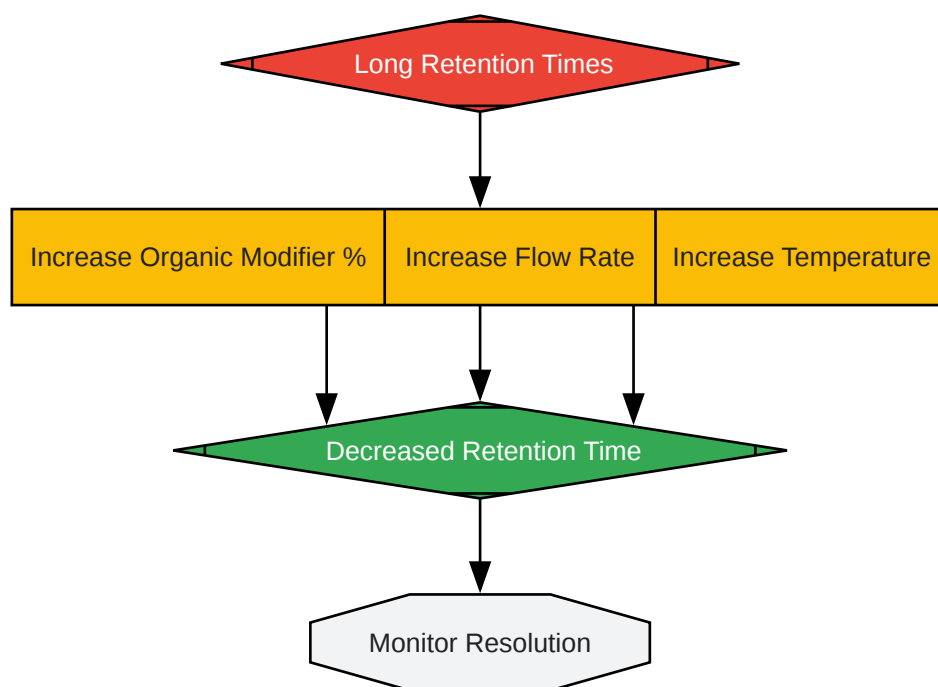 Long Retention Times
Increase Organic Modifier %
Increase Flow Rate
Increase Temperature
Decreased Retention Time
Monitor Resolution